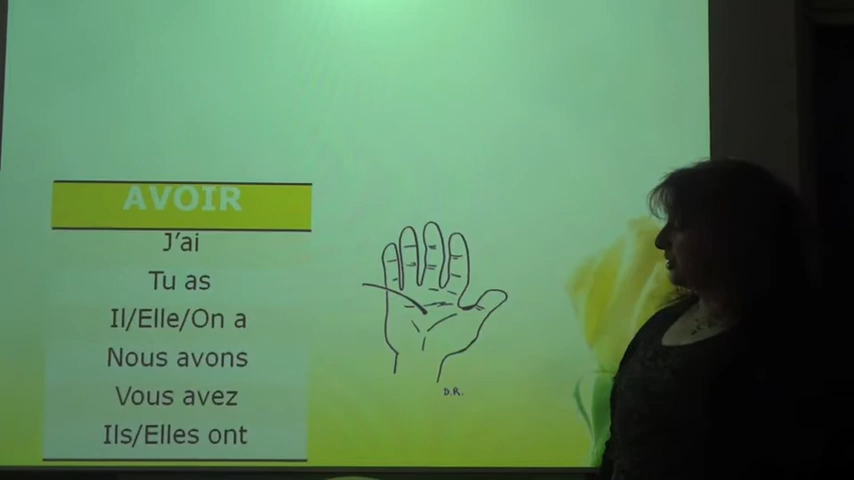 AVOIR
J'ai
Tu as
Il/Elle/On a
Nous avons
Vous avez
Ils/Elles ont
D.R.